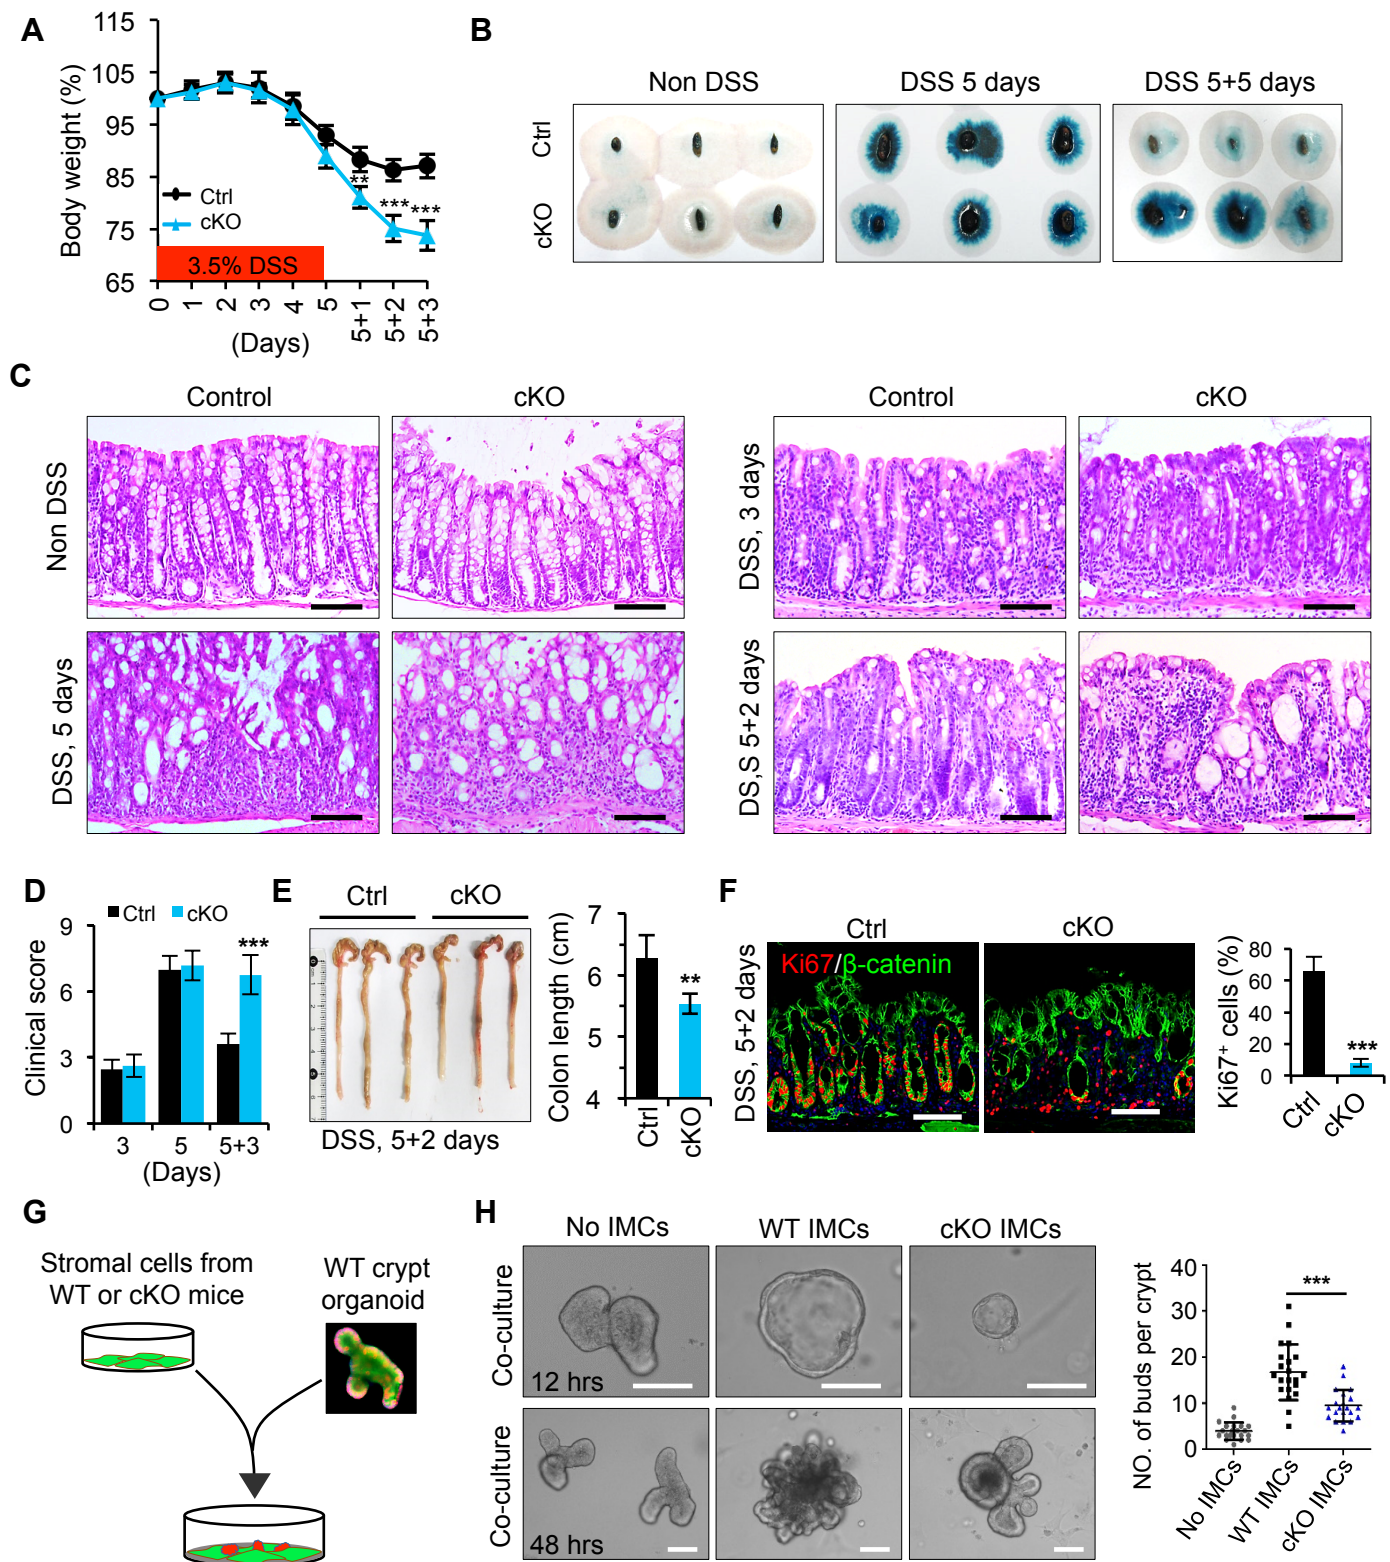 A
115
105
95
85
75
65
Body weight (%)
Ctrl
cKO
**
***
***
3.5% DSS
0
1
2
3
4
5
5+1
5+2
5+3
(Days)
B
Non DSS
DSS 5 days
DSS 5+5 days
Ctrl
cKO
C
Control
cKO
Control
cKO
Non DSS
DSS, 3 days
DSS, 5 days
DS,S 5+2 days
D
Ctrl
cKO
9
6
3
0
Clinical score
***
3
5
5+3
(Days)
E
Ctrl
cKO
DSS, 5+2 days
7
6
5
4
Colon length (cm)
**
Ctrl
cKO
F
Ctrl
cKO
Ki67/β-catenin
DSS, 5+2 days
80
60
40
20
0
Ki67+ cells (%)
***
Ctrl
cKO
G
Stromal cells from
WT or cKO mice
WT crypt
organoid
H
No IMCs
WT IMCs
cKO IMCs
Co-culture
12 hrs
Co-culture
48 hrs
40
30
20
10
0
NO. of buds per crypt
***
No IMCs
WT IMCs
cKO IMCs